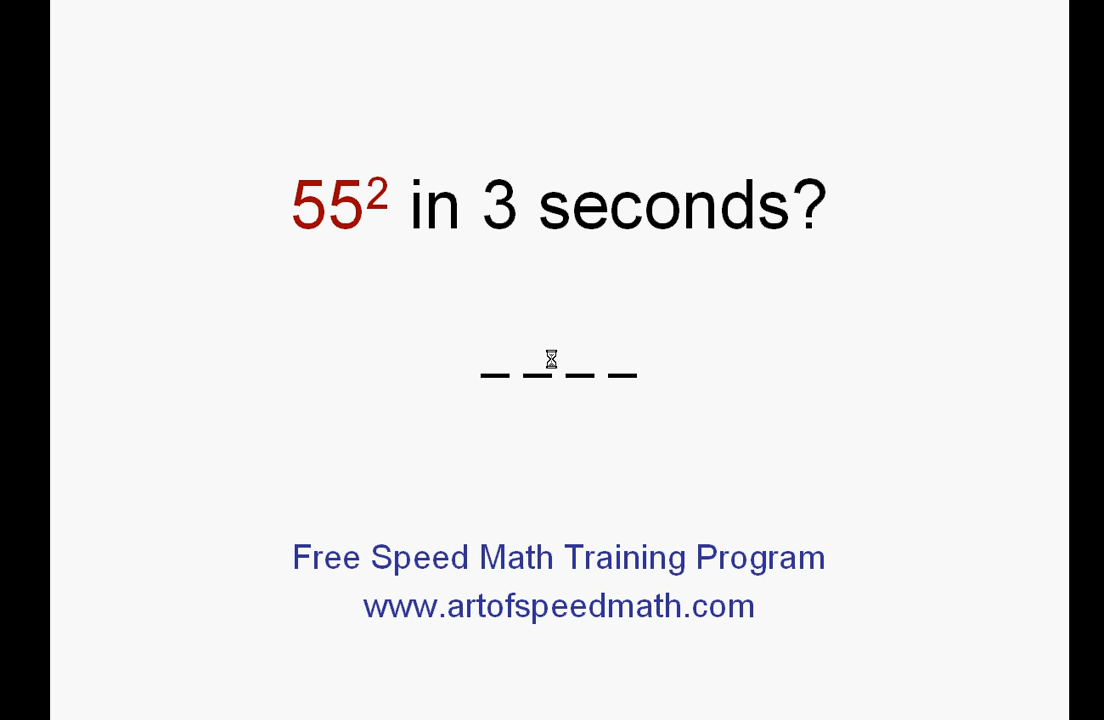 55² in 3 seconds?
_ _ _ _
Free Speed Math Training Program
www.artofspeedmath.com